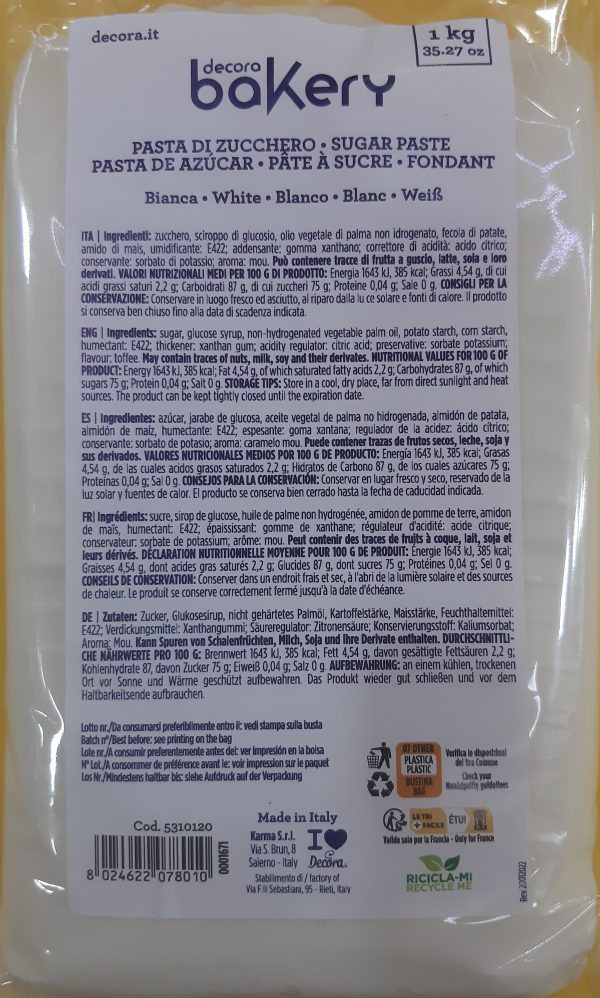 decora.it
1 kg
35.27 oz
decora
bakery
PASTA DI ZUCCHERO • SUGAR PASTE
PASTA DE AZÚCAR • PÂTE À SUCRE • FONDANT
Bianca • White • Blanco • Blanc • Weiß
ITA | Ingredienti: zucchero, sciroppo di glucosio, olio vegetale di palma non idrogenato, fecola di patate,
amido di mais, umidificante: E422; addensante: gomma xanthano; correttore di acidità: acido citrico;
conservante: sorbato di potassio; aroma: mou. Può contenere tracce di frutta a guscio, latte, soia e loro
derivati. VALORI NUTRIZIONALI MEDI PER 100 G DI PRODOTTO: Energia 1643 kJ, 385 kcal; Grassi 4,54 g, di cui
acidi grassi saturi 2,2 g; Carboidrati 87 g, di cui zuccheri 75 g; Proteine 0,04 g; Sale 0 g. CONSIGLI PER LA
CONSERVAZIONE: Conservare in luogo fresco ed asciutto, al riparo dalla lu ce solare e fonti di calore. Il prodotto
si conserva ben chiuso fino alla data di scadenza indicata.
ENG | Ingredients: sugar, glucose syrup, non-hydrogenated vegetable palm oil, potato starch, corn starch,
humectant: E422; thickener: xanthan gum; acidity regulator: citric acid; preservative: sorbate potassium;
flavour: toffee. May contain traces of nuts, milk, soy and their derivates. NUTRITIONAL VALUES FOR 100 G OF
PRODUCT: Energy 1643 kJ, 385 kcal; Fat 4,54 g, of which saturated fatty acids 2,2 g; Carbohydrates 87 g, of which
sugars 75 g; Protein 0,04 g; Salt 0 g. STORAGE TIPS: Store in a cool, dry place, far from direct sunlight and heat
sources. The product can be kept tightly closed until the expiration date.
ES | Ingredientes: azúcar, jarabe de glucosa, aceite vegetal de palma no hidrogenada, almidón de patata,
almidón de maíz, humectante: E422; espesante: goma xantana; regulador de la acidez: ácido cítrico;
conservante: sorbato de potasio; aroma: caramelo mou. Puede contener trazas de frutos secos, leche, soja y
sus derivados. VALORES NUTRICIONALES MEDIOS POR 100 G DE PRODUCTO: Energía 1643 kJ, 385 kcal; Grasas
4,54 g, de las cuales acidos grasos saturados 2,2 g; Hidratos de Carbono 87 g, de los cuales azúcares 75 g;
Proteínas 0,04 g; Sal 0 g. CONSEJOS PARA LA CONSERVACIÓN: Conservar en lugar fresco y seco, reservado de la
luz solar y fuentes de calor. El producto se conserva bien cerrado hasta la fecha de caducidad indicada.
FR| Ingrédients: sucre, sirop de glucose, huile de palme non hydrogénée, amidon de pomme de terre, amidon
de maïs, humectant: E422; épaississant: gomme de xanthane; régulateur d'acidité: acide citrique;
conservateur: sorbate de potassium; arôme: mou. Peut contenir des traces de fruits à coque, lait, soja et
leurs dérivés. DÉCLARATION NUTRITIONNELLE MOYENNE POUR 100 G DE PRODUIT: Énergie 1643 kJ, 385 kcal;
Graisses 4,54 g, dont acides gras saturés 2,2 g; Glucides 87 g, dont sucres 75 g; Protéines 0,04 g; Sel 0 g.
CONSEILS DE CONSERVATION: Conserver dans un endroit frais et sec, à l'abri de la lumière solaire et des sources
de chaleur. Le produit se conserve correctement fermé jusqu'à la date d'échéance.
DE | Zutaten: Zucker, Glukosesirup, nicht gehärtetes Palmöl, Kartoffelstärke, Maisstärke, Feuchthaltemittel:
E422; Verdickungsmittel: Xanthangummi; Säureregulator: Zitronensäure; Konservierungsstoff: Kaliumsorbat;
Aroma: Mou. Kann Spuren von Schalenfrüchten, Milch, Soja und ihre Derivate enthalten. DURCHSCHNITTLI-
CHE NÄHRWERTE PRO 100 G: Brennwert 1643 kJ, 385 kcal; Fett 4,54 g, davon gesättigte Fettsäuren 2,2 g;
Kohlenhydrate 87, davon Zucker 75 g; Eiweiß 0,04 g; Salz 0 g. AUFBEWAHRUNG: an einem kühlen, trockenen
Ort vor Sonne und Wärme geschützt aufbewahren. Das Produkt wieder gut schließen und vor dem
Haltbarkeitsende aufbrauchen.
Lotto nr./Da consumarsi preferibilmente entro il: vedi stampa sulla busta
Batch n°/Best before: see printing on the bag
Lote nr./A consumir preferentemente antes del: ver impresión en la bolsa
N° Lot./A consommer de préférence avant le: voir impression sur le paquet
Los Nr./Mindestens haltbar bis: siehe Aufdruck auf der Verpackung
07 OTHER
PLASTICA
PLASTIC
BUSTINA
BAG
Verifica le disposizioni
del tuo Comune
Check your
Municipality guidelines
LE TRI
+ FACILE
ÉTUI
Valido solo per la Francia - Only for France
RICICLA-MI
RECYCLE ME
Rev. 20012022
Cod. 5310120
8 024622 078010
0001671
Made in Italy
Karma S.r.l.
Via S. Brun, 8
Salerno - Italy
I
Decora.
Stabilimento di / factory of
Via F.lli Sebastiani, 95 - Rieti, Italy